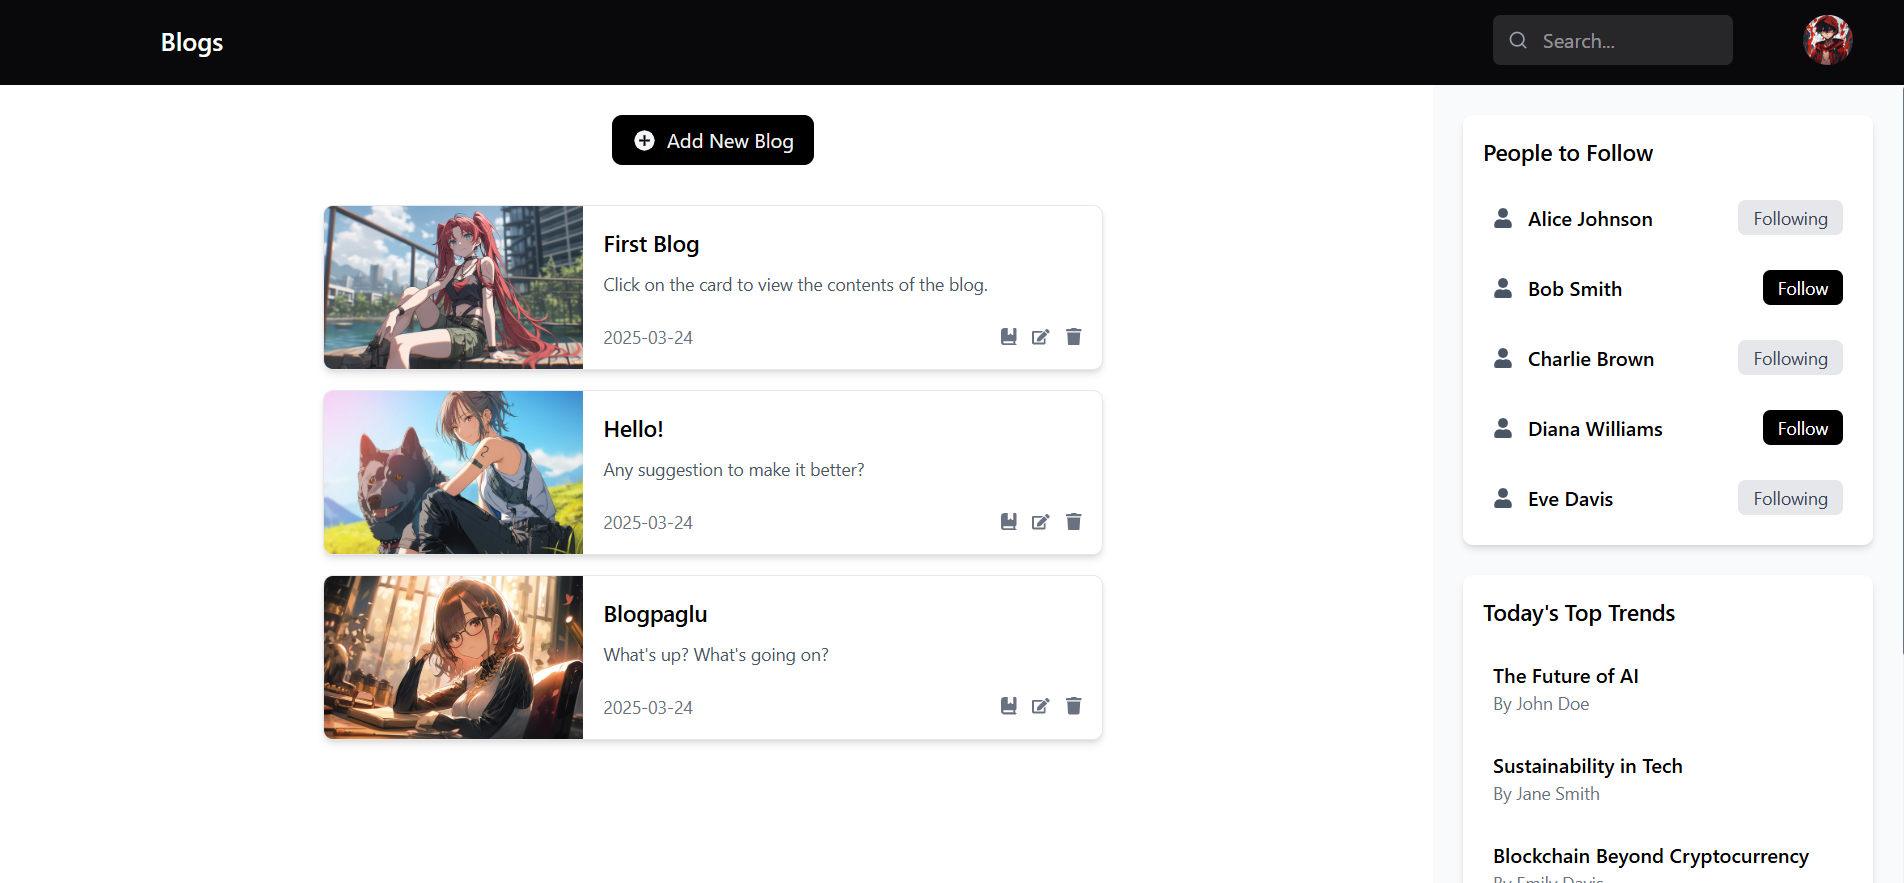 Blogs
Search...
Add New Blog
First Blog
Click on the card to view the contents of the blog.
2025-03-24
Hello!
Any suggestion to make it better?
2025-03-24
Blogpaglu
What's up? What's going on?
2025-03-24
People to Follow
Alice Johnson Following
Bob Smith Follow
Charlie Brown Following
Diana Williams Follow
Eve Davis Following
Today's Top Trends
The Future of AI
By John Doe
Sustainability in Tech
By Jane Smith
Blockchain Beyond Cryptocurrency
By Emily Davis